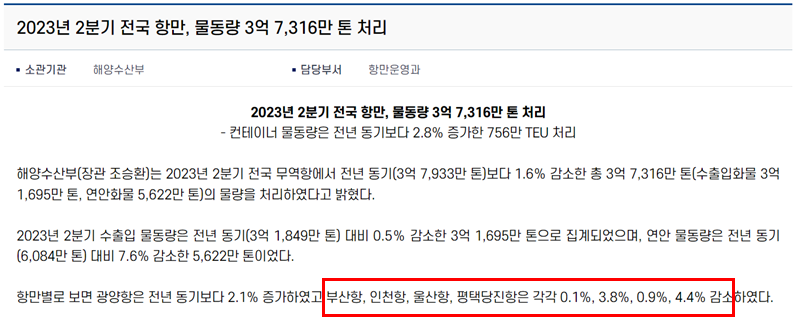 2023년 2분기 전국 항만, 물동량 3억 7,316만 톤 처리
▪ 소관기관 해양수산부 ▪ 담당부서 항만운영과
2023년 2분기 전국 항만, 물동량 3억 7,316만 톤 처리
- 컨테이너 물동량은 전년 동기보다 2.8% 증가한 756만 TEU 처리
해양수산부(장관 조승환)는 2023년 2분기 전국 무역항에서 전년 동기(3억 7,933만 톤)보다 1.6% 감소한 총 3억 7,316만 톤(수출입화물 3억
1,695만 톤, 연안화물 5,622만 톤)의 물량을 처리하였다고 밝혔다.
2023년 2분기 수출입 물동량은 전년 동기(3억 1,849만 톤) 대비 0.5% 감소한 3억 1,695만 톤으로 집계되었으며, 연안 물동량은 전년 동기
(6,084만 톤) 대비 7.6% 감소한 5,622만 톤이었다.
항만별로 보면 광양항은 전년 동기보다 2.1% 증가하였고 부산항, 인천항, 울산항, 평택당진항은 각각 0.1%, 3.8%, 0.9%, 4.4% 감소하였다.